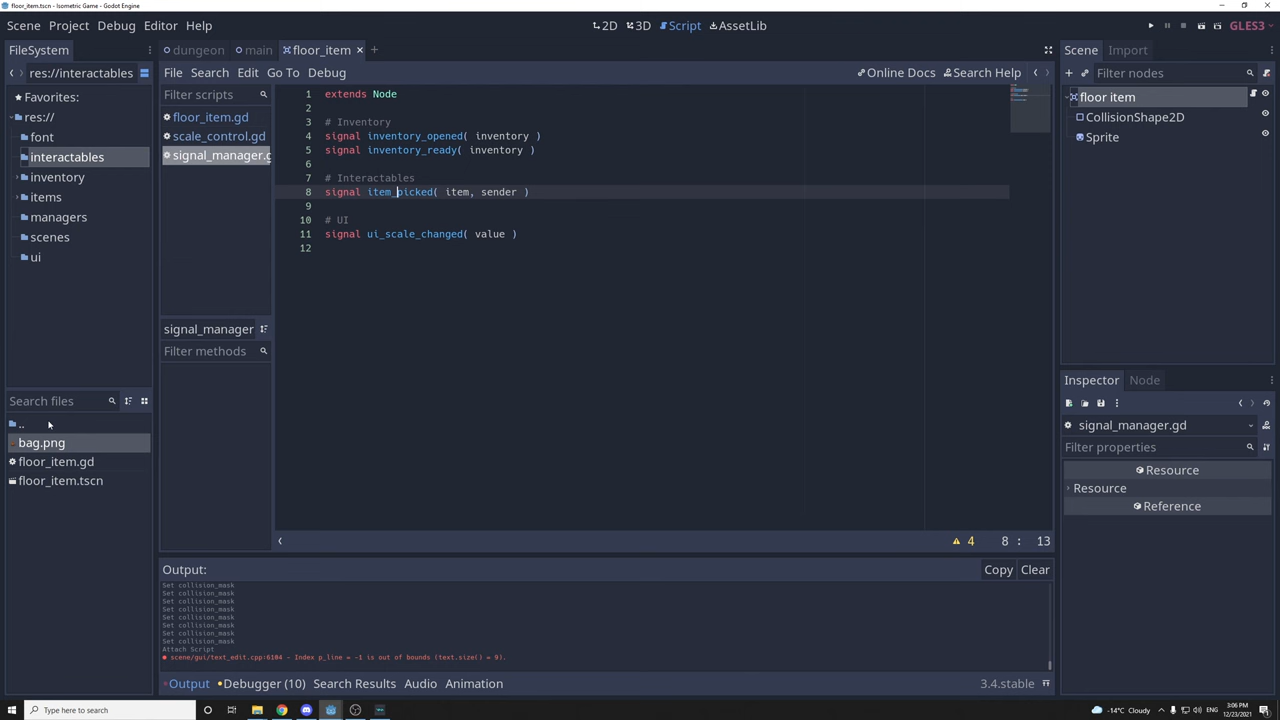 floor_item.tscn - Isometric Game - Godot Engine
Scene Project Debug Editor Help
2D 3D Script AssetLib
GLES3
FileSystem
dungeon main floor_item
Scene Import
res://interactables
File Search Edit Go To Debug
Online Docs Search Help
Filter nodes
Favorites:
res://
font
interactables
inventory
items
managers
scenes
ui
Filter scripts
floor_item.gd
scale_control.gd
signal_manager.g
signal_manager
Filter methods
1 extends Node
2
3 # Inventory
4 signal inventory_opened( inventory )
5 signal inventory_ready( inventory )
6
7 # Interactables
8 signal item_picked( item, sender )
9
10 # UI
11 signal ui_scale_changed( value )
12
4 8 : 13
floor item
CollisionShape2D
Sprite
Search files
..
bag.png
floor_item.gd
floor_item.tscn
Inspector Node
signal_manager.gd
Filter properties
Resource
Resource
Reference
Output:
Copy Clear
Set collision_mask
Set collision_mask
Set collision_mask
Set collision_mask
Set collision_mask
Set collision_mask
Set collision_mask
Set collision_mask
Attach Script
scene/gui/text_edit.cpp:6104 - Index p_line = -1 is out of bounds (text.size() = 9).
Output Debugger (10) Search Results Audio Animation
3.4.stable
Type here to search
-14°C Cloudy ENG
3:06 PM
12/23/2021